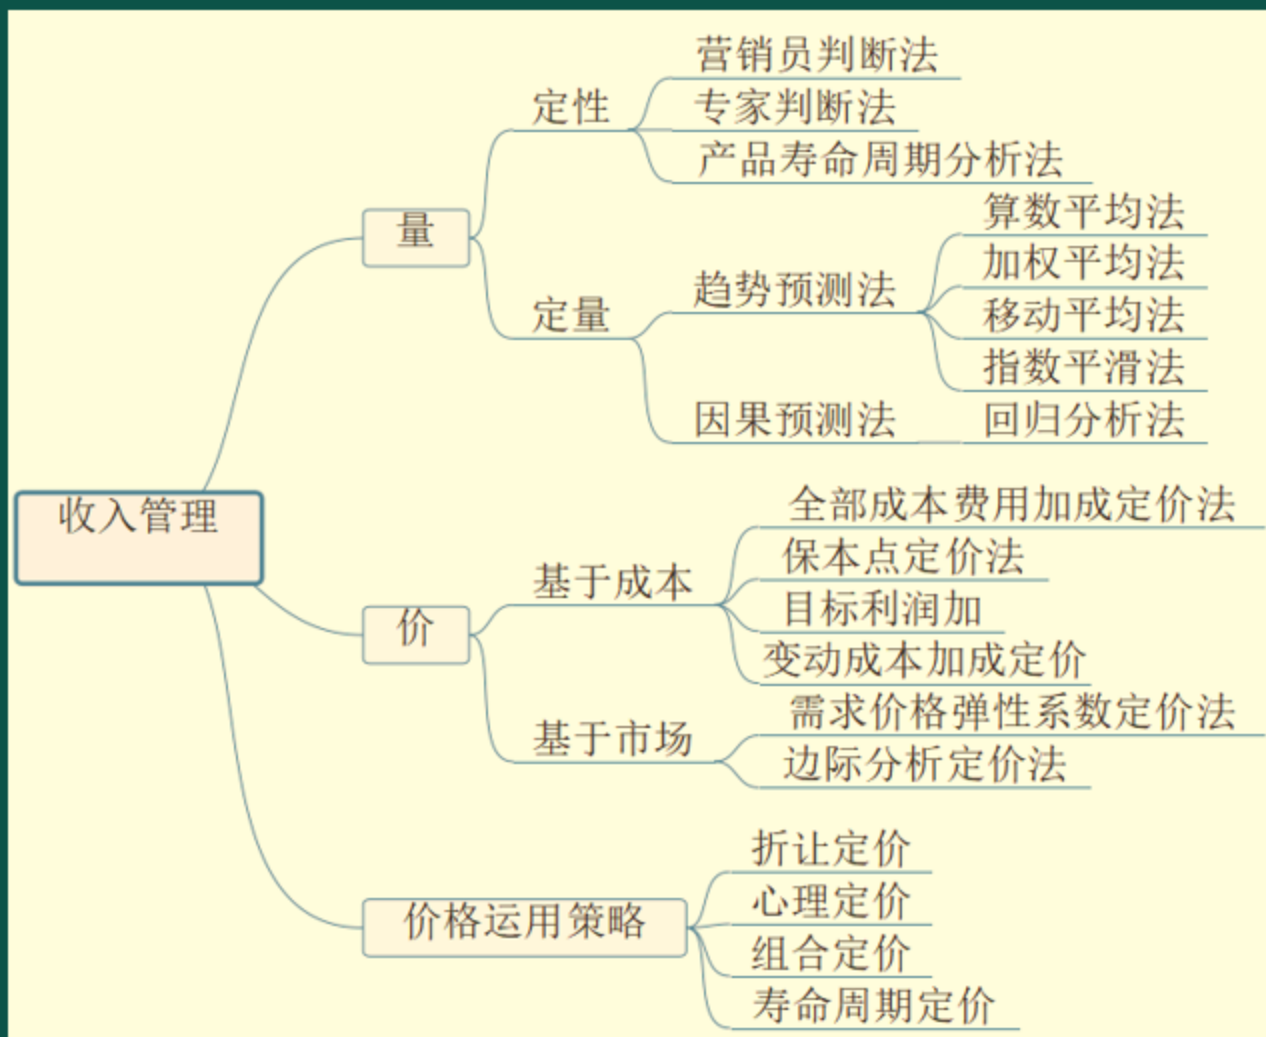 收入管理
量
定性
营销员判断法
专家判断法
产品寿命周期分析法
定量
趋势预测法
算数平均法
加权平均法
移动平均法
指数平滑法
因果预测法
回归分析法
价
基于成本
全部成本费用加成定价法
保本点定价法
目标利润加
变动成本加成定价
基于市场
需求价格弹性系数定价法
边际分析定价法
价格运用策略
折让定价
心理定价
组合定价
寿命周期定价